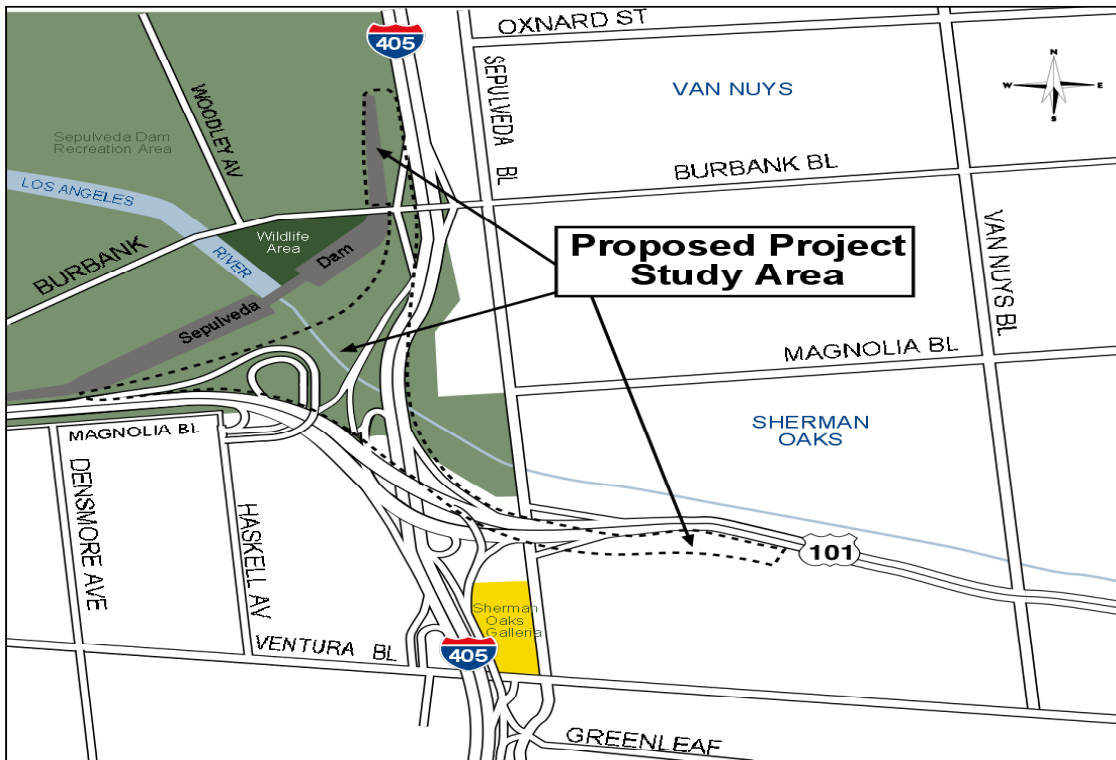 OXNARD ST
405
SEPULVEDA BL
VAN NUYS
N
W E
S
WOODLEY AV
Sepulveda Dam
Recreation Area
BURBANK BL
LOS ANGELES
RIVER
VAN NUYS BL
Wildlife
Area
BURBANK
Proposed Project
Study Area
Sepulveda Dam
MAGNOLIA BL
SHERMAN
OAKS
MAGNOLIA BL
DENSMORE AVE
HASKELL AV
101
Sherman
Oaks
Galleria
VENTURA BL
405
GREENLEAF